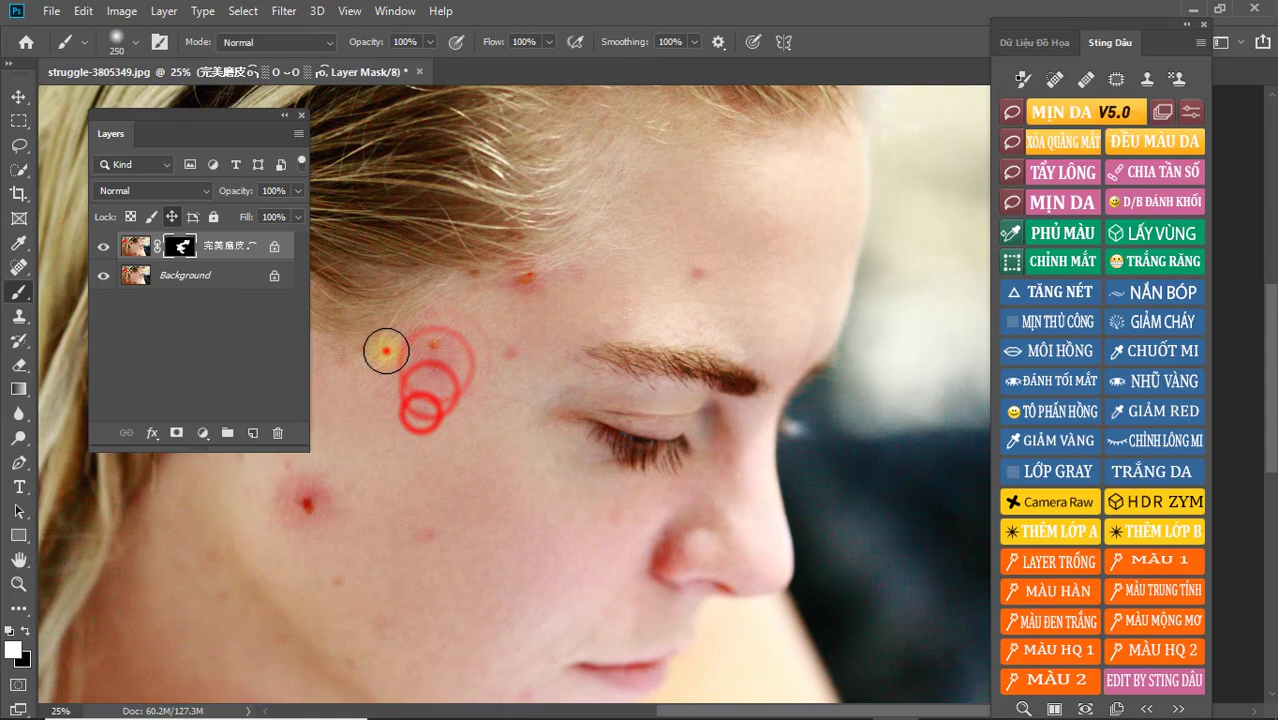 Ps File Edit Image Layer Type Select Filter 3D View Window Help
250 Mode: Normal Opacity: 100% Flow: 100% Smoothing: 100%
struggle-3805349.jpg @ 25% (完美磨皮 Layer Mask/8) *
Dữ Liệu Đồ Họa Sting Dâu
Layers
Kind
Normal Opacity: 100%
Lock: Fill: 100%
完美磨皮
Background
fx
MỊN DA V5.0
XÓA QUẦNG MẮT ĐỀU MÀU DA
TẨY LÔNG CHIA TẦN SỐ
MỊN DA D/B ĐÁNH KHỐI
PHỦ MÀU LẤY VÙNG
CHỈNH MẮT TRẮNG RĂNG
TĂNG NÉT NẮN BÓP
MỊN THỦ CÔNG GIẢM CHÁY
MÔI HỒNG CHUỐT MI
ĐÁNH TỐI MẮT NHŨ VÀNG
TÔ PHẤN HỒNG GIẢM RED
GIẢM VÀNG CHỈNH LÔNG MI
LỚP GRAY TRẮNG DA
Camera Raw HDR ZYM
THÊM LỚP A THÊM LỚP B
LAYER TRỐNG MÀU 1
MÀU HÀN MÀU TRUNG TÍNH
MÀU ĐEN TRẮNG MÀU MỘNG MƠ
MÀU HQ 1 MÀU HQ 2
MÀU 2 EDIT BY STING DÂU
25% Doc: 60.2M/127.3M